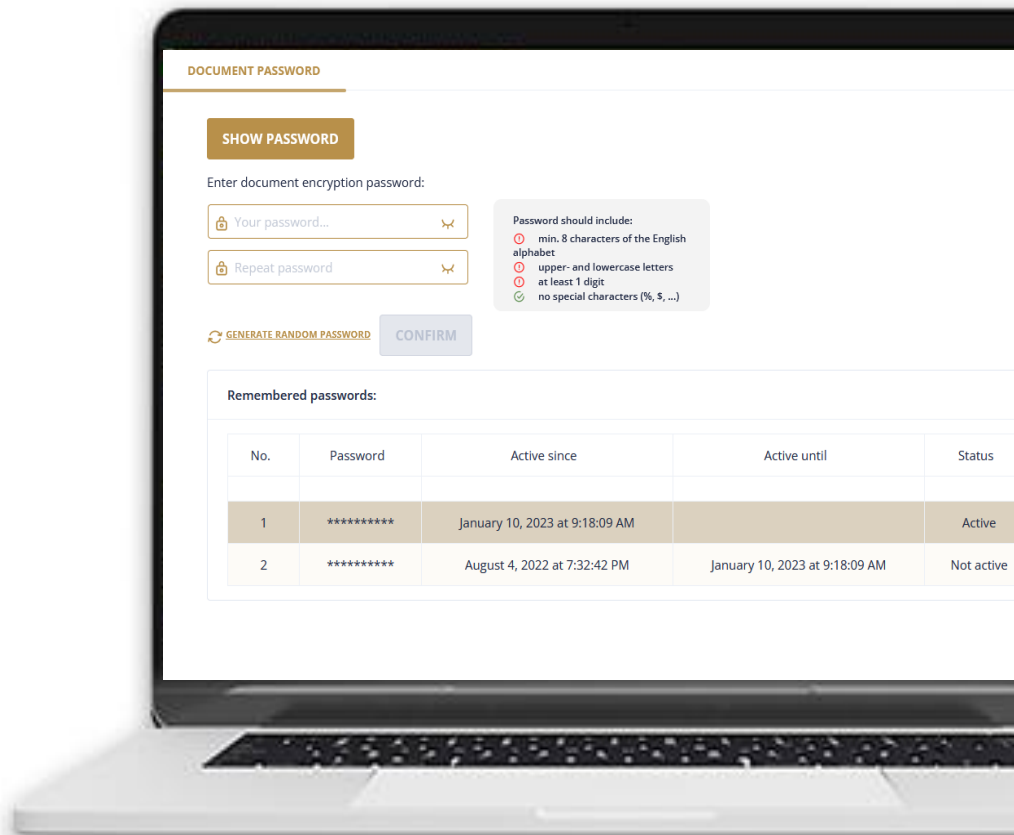 DOCUMENT PASSWORD
SHOW PASSWORD
Enter document encryption password:
Your password...
Repeat password
Password should include:
min. 8 characters of the English
alphabet
upper- and lowercase letters
at least 1 digit
no special characters (%, $, ...)
GENERATE RANDOM PASSWORD
CONFIRM
Remembered passwords:
No. Password Active since Active until Status
1 ********** January 10, 2023 at 9:18:09 AM Active
2 ********** August 4, 2022 at 7:32:42 PM January 10, 2023 at 9:18:09 AM Not active